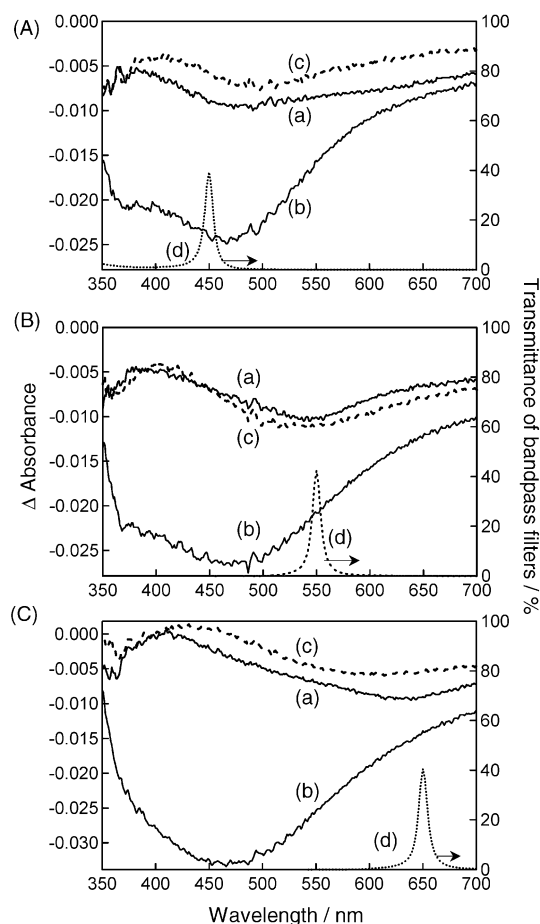 (A)
0.000
-0.005
-0.010
-0.015
-0.020
-0.025
100
80
60
40
20
0
(c)
(a)
(b)
(d)
350 400 450 500 550 600 650 700
(B)
0.000
-0.005
-0.010
-0.015
-0.020
-0.025
100
80
60
40
20
0
(a)
(c)
(b)
(d)
350 400 450 500 550 600 650 700
Δ Absorbance
Transmittance of bandpass filters / %
(C)
0.000
-0.005
-0.010
-0.015
-0.020
-0.025
-0.030
100
80
60
40
20
0
(c)
(a)
(b)
(d)
350 400 450 500 550 600 650 700
Wavelength / nm